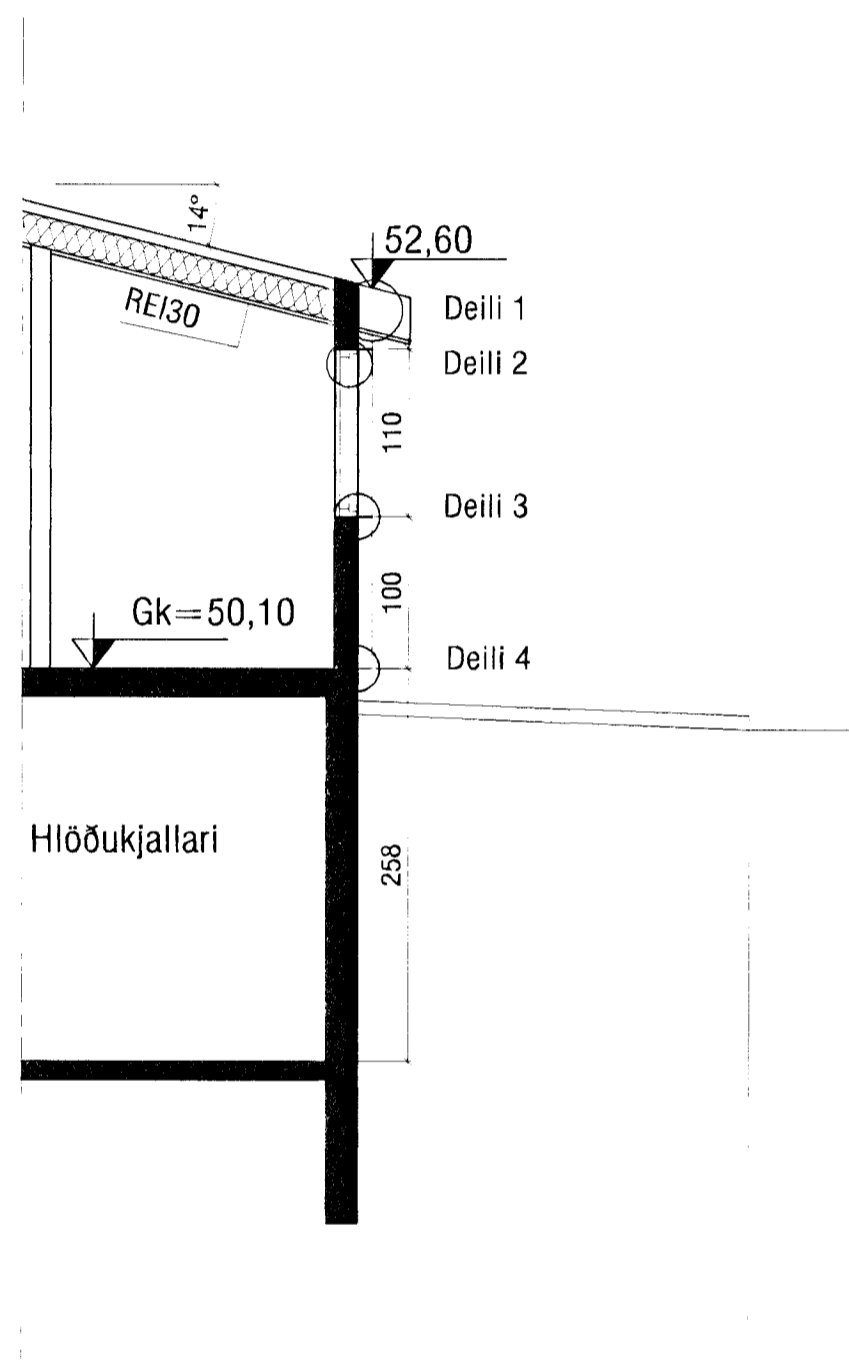 14°
52,60
REI30
Deili 1
Deili 2
110
Deili 3
100
Gk=50,10
Deili 4
Hlöðukjallari
258